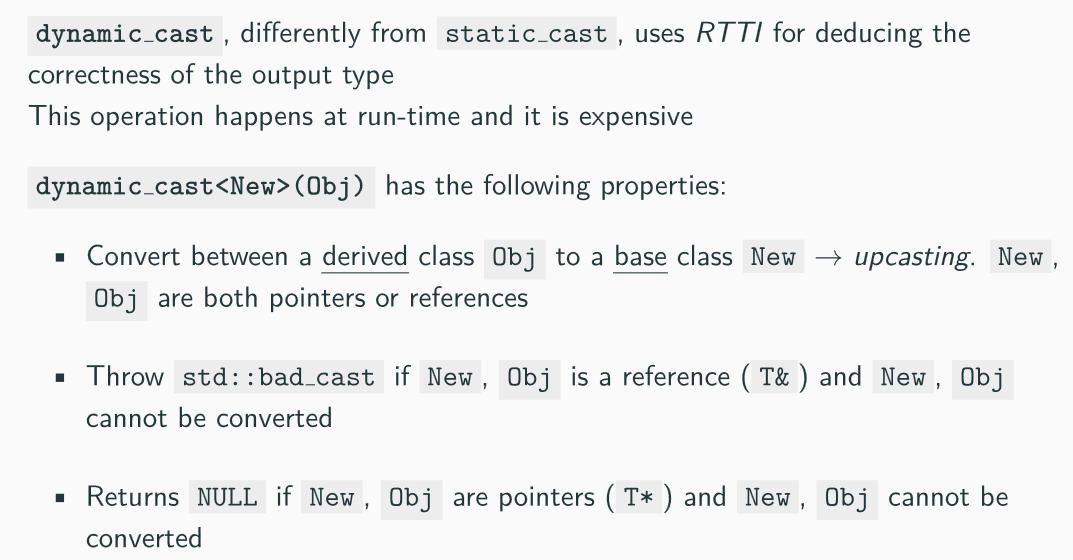 dynamic_cast, differently from static_cast, uses RTTI for deducing the
correctness of the output type
This operation happens at run-time and it is expensive
dynamic_cast<New>(Obj) has the following properties:
▪ Convert between a derived class Obj to a base class New → upcasting. New,
Obj are both pointers or references
▪ Throw std::bad_cast if New, Obj is a reference (T&) and New, Obj
cannot be converted
▪ Returns NULL if New, Obj are pointers (T*) and New, Obj cannot be
converted